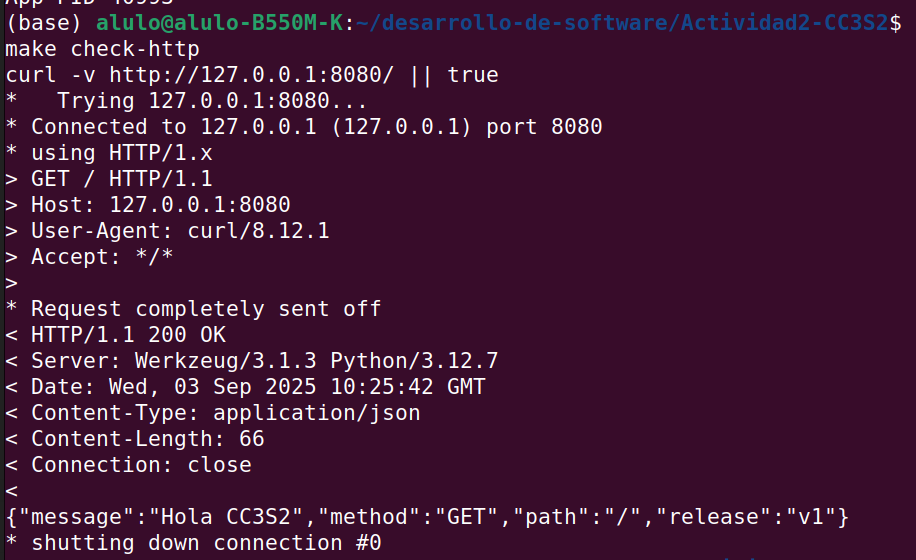 (base) alulo@alulo-B550M-K:~/desarrollo-de-software/Actividad2-CC3S2$
make check-http
curl -v http://127.0.0.1:8080/ || true
*   Trying 127.0.0.1:8080...
* Connected to 127.0.0.1 (127.0.0.1) port 8080
* using HTTP/1.x
> GET / HTTP/1.1
> Host: 127.0.0.1:8080
> User-Agent: curl/8.12.1
> Accept: */*
>
* Request completely sent off
< HTTP/1.1 200 OK
< Server: Werkzeug/3.1.3 Python/3.12.7
< Date: Wed, 03 Sep 2025 10:25:42 GMT
< Content-Type: application/json
< Content-Length: 66
< Connection: close
<
{"message":"Hola CC3S2","method":"GET","path":"/","release":"v1"}
* shutting down connection #0